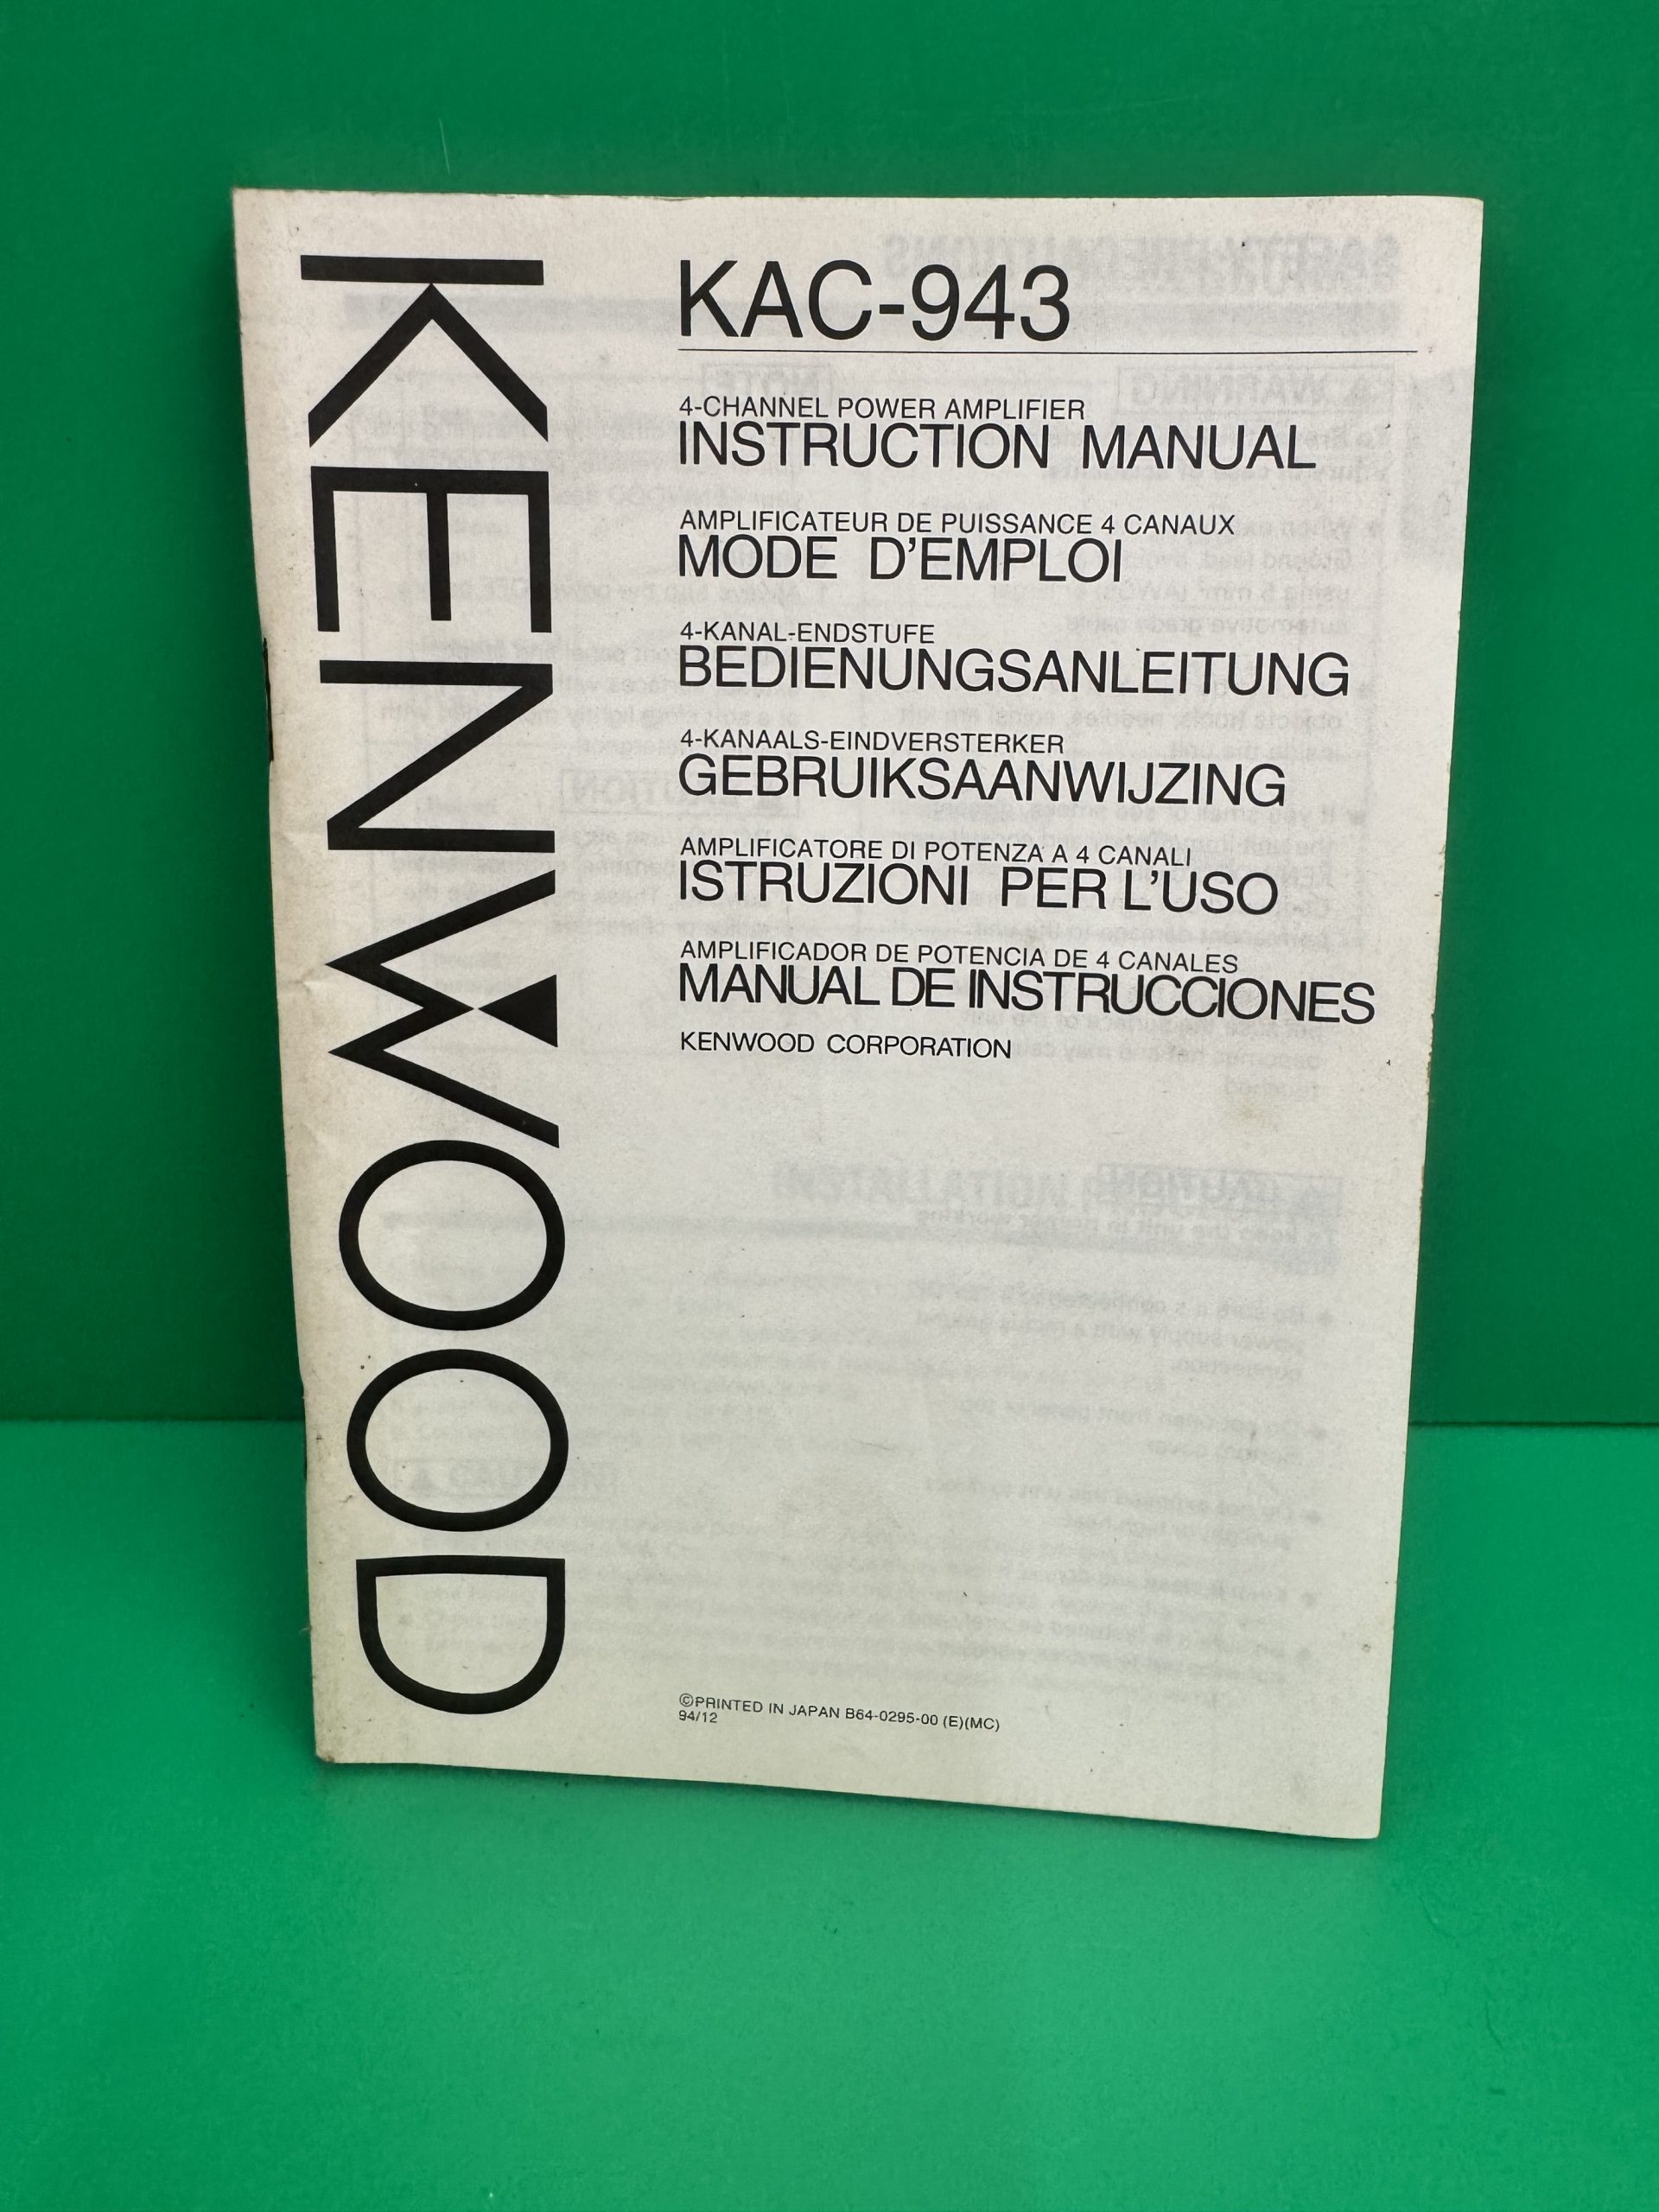 KENWOOD
KAC-943
4-CHANNEL POWER AMPLIFIER
INSTRUCTION MANUAL
AMPLIFICATEUR DE PUISSANCE 4 CANAUX
MODE D'EMPLOI
4-KANAL-ENDSTUFE
BEDIENUNGSANLEITUNG
4-KANAALS-EINDVERSTERKER
GEBRUIKSAANWIJZING
AMPLIFICATORE DI POTENZA A 4 CANALI
ISTRUZIONI PER L'USO
AMPLIFICADOR DE POTENCIA DE 4 CANALES
MANUAL DE INSTRUCCIONES
KENWOOD CORPORATION
©PRINTED IN JAPAN B64-0295-00 (E)(MC)
94/12